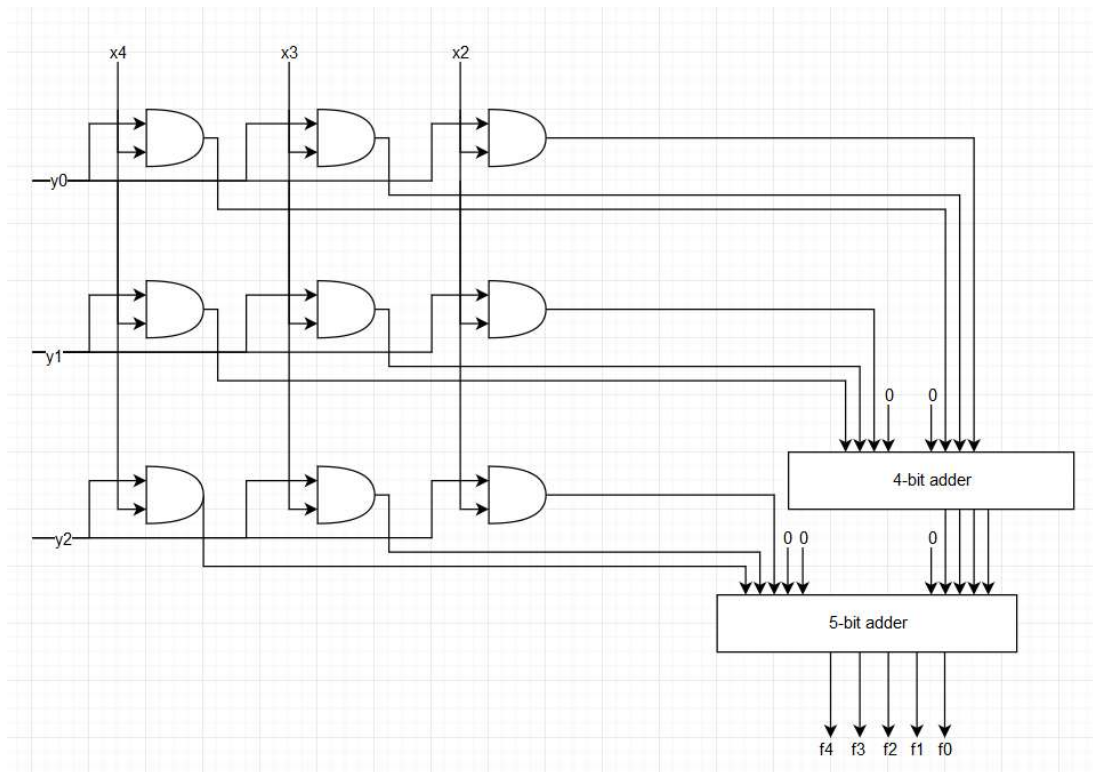 x4 x3 x2
y0
y1
0 0
4-bit adder
y2
0 0 0
5-bit adder
f4 f3 f2 f1 f0